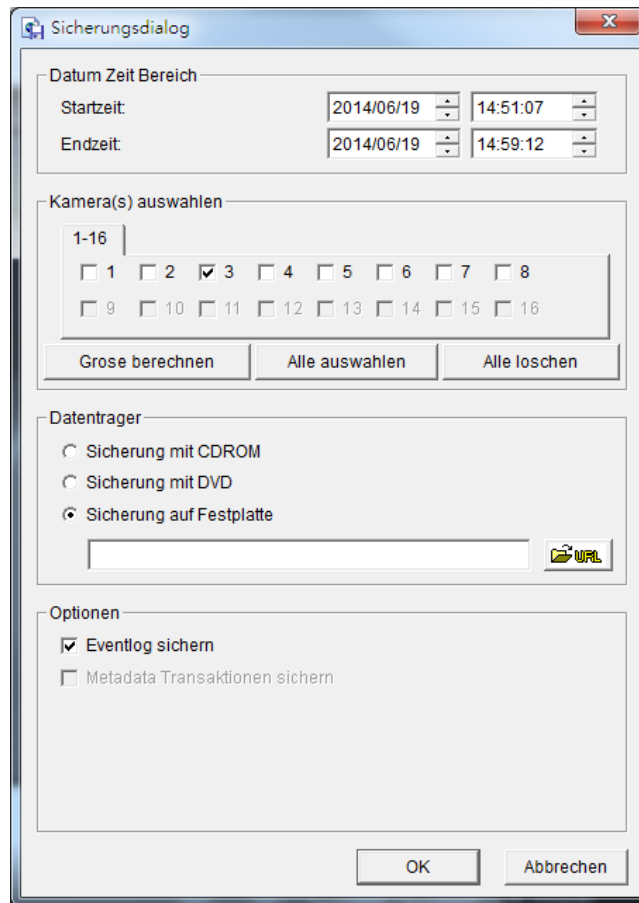 Sicherungsdialog
Datum Zeit Bereich
Startzeit: 2014/06/19 14:51:07
Endzeit: 2014/06/19 14:59:12
Kamera(s) auswahlen
1-16
1 2 3 4 5 6 7 8
9 10 11 12 13 14 15 16
Grose berechnen Alle auswahlen Alle loschen
Datentrager
Sicherung mit CDROM
Sicherung mit DVD
Sicherung auf Festplatte
URL
Optionen
Eventlog sichern
Metadata Transaktionen sichern
OK Abbrechen